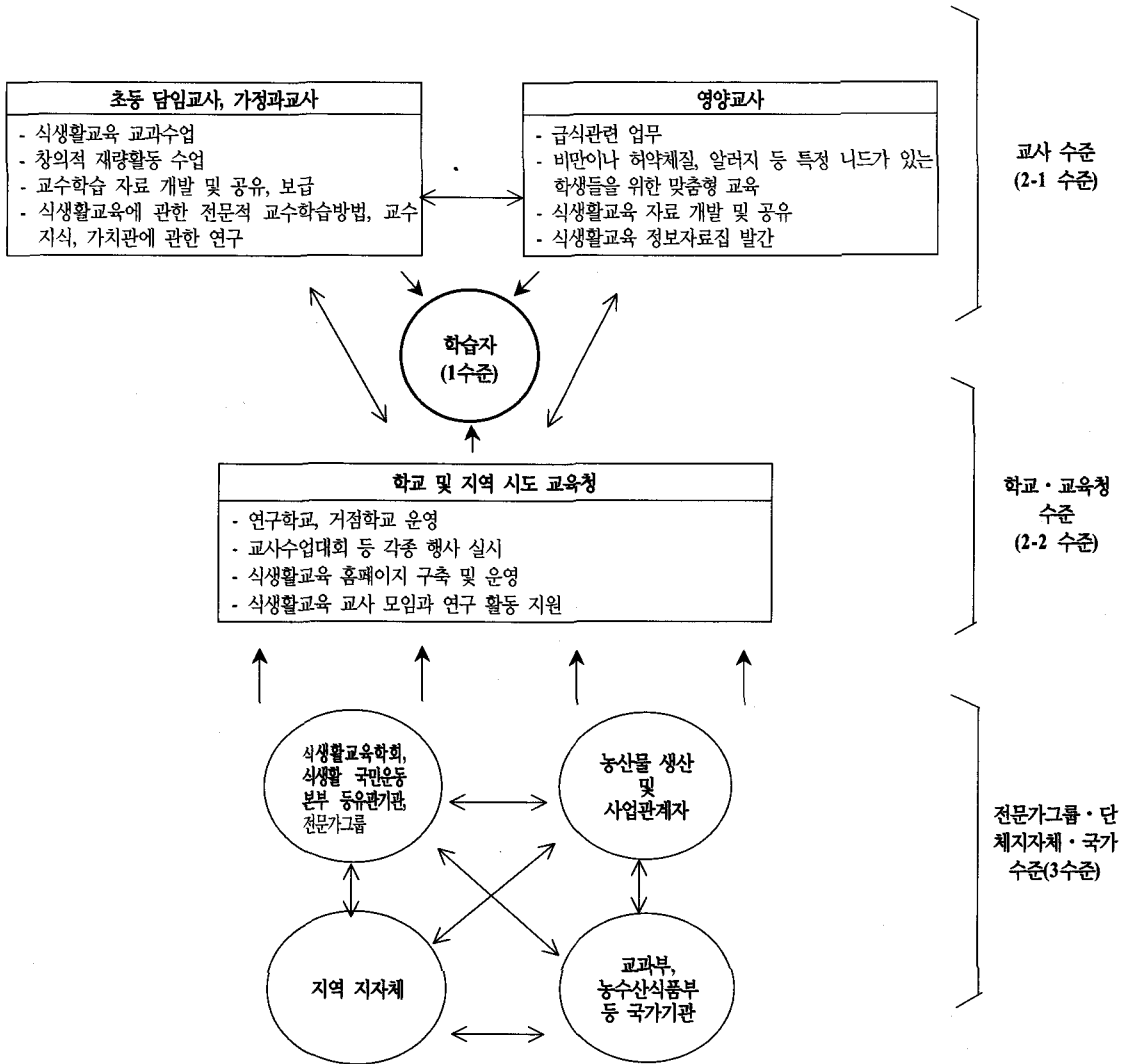 초등 담임교사, 가정과교사
- 식생활교육 교과수업
- 창의적 재량활동 수업
- 교수학습 자료 개발 및 공유, 보급
- 식생활교육에 관한 전문적 교수학습방법, 교수
지식, 가치관에 관한 연구
영양교사
- 급식관련 업무
- 비만이나 허약체질, 알러지 등 특정 니드가 있는
학생들을 위한 맞춤형 교육
- 식생활교육 자료 개발 및 공유
- 식생활교육 정보자료집 발간
교사 수준
(2-1 수준)
학습자
(1수준)
학교 및 지역 시도 교육청
- 연구학교, 거점학교 운영
- 교사수업대회 등 각종 행사 실시
- 식생활교육 홈페이지 구축 및 운영
- 식생활교육 교사 모임과 연구 활동 지원
학교・교육청
수준
(2-2 수준)
식생활교육학회,
식생활 국민운동
본부 등유관기관,
전문가그룹
농산물 생산
및
사업관계자
지역 지자체
교과부,
농수산식품부
등 국가기관
전문가그룹・단
체지자체・국가
수준(3수준)